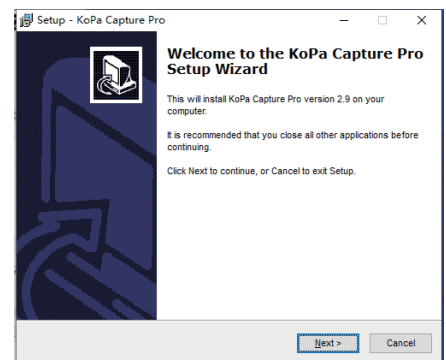 Setup - KoPa Capture Pro
Welcome to the KoPa Capture Pro
Setup Wizard
This will install KoPa Capture Pro version 2.9 on your
computer.
It is recommended that you close all other applications before
continuing.
Click Next to continue, or Cancel to exit Setup.
Next >
Cancel